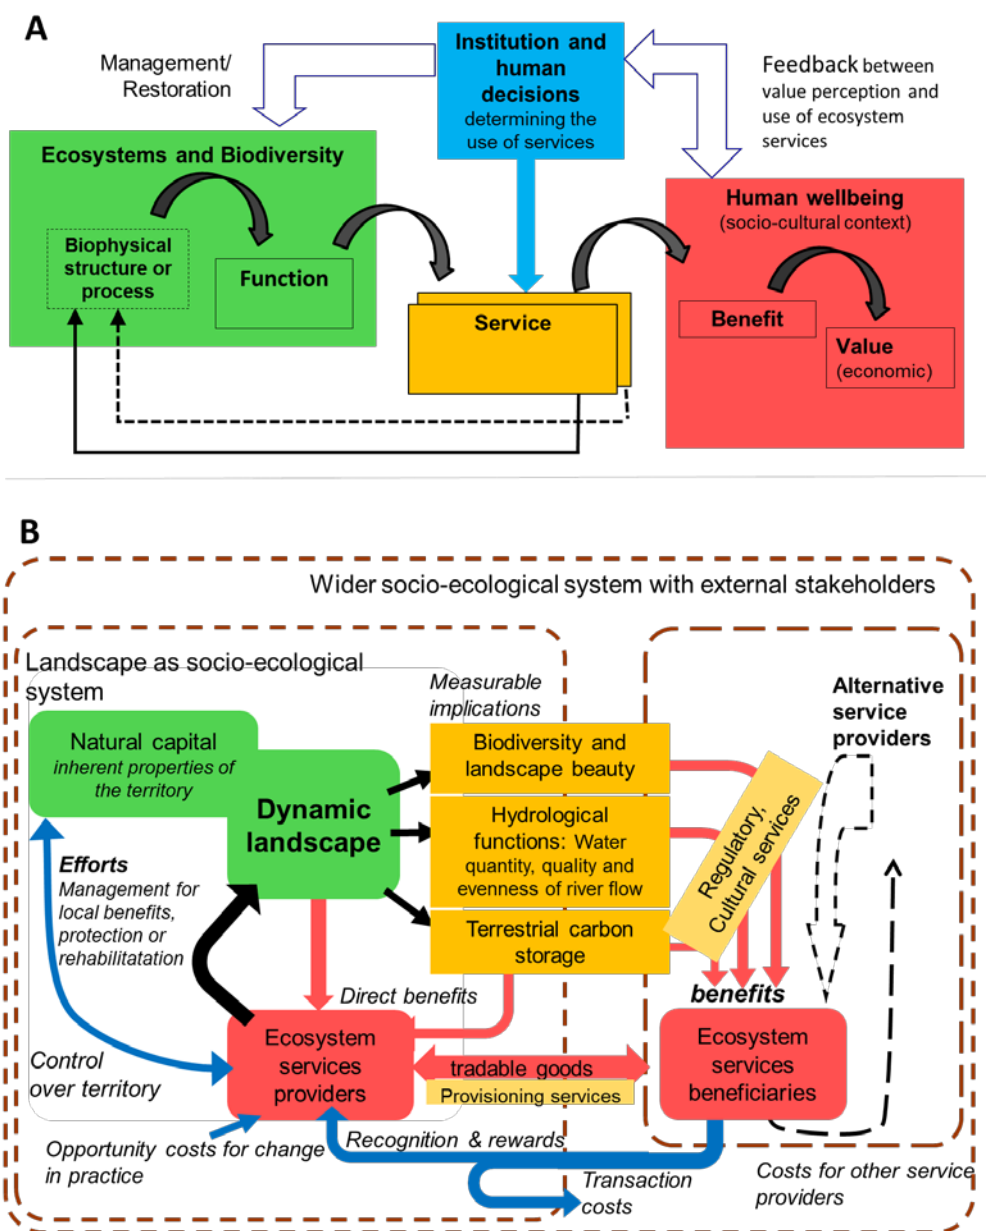 A
Management/
Restoration
Institution and
human
decisions
determining the
use of services
Feedback between
value perception and
use of ecosystem
services
Ecosystems and Biodiversity
Biophysical
structure or
process
Function
Service
Human wellbeing
(socio-cultural context)
Benefit
Value
(economic)
B
Wider socio-ecological system with external stakeholders
Landscape as socio-ecological
system
Natural capital
inherent properties of
the territory
Dynamic
landscape
Measurable
implications
Biodiversity and
landscape beauty
Hydrological
functions: Water
quantity, quality and
evenness of river flow
Terrestrial carbon
storage
Regulatory,
Cultural services
Alternative
service
providers
Efforts
Management for
local benefits,
protection or
rehabilitatation
Direct benefits
benefits
Control
over territory
Ecosystem
services
providers
tradable goods
Provisioning services
Ecosystem
services
beneficiaries
Opportunity costs for change
in practice
Recognition & rewards
Transaction
costs
Costs for other service
providers